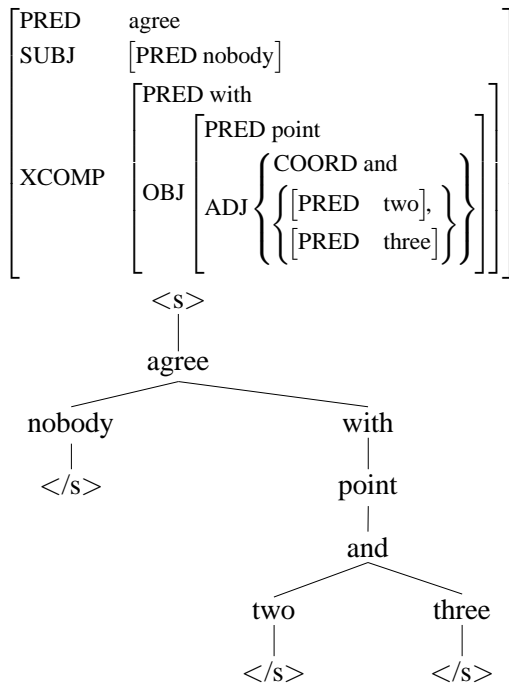 PRED agree
SUBJ [PRED nobody]
PRED with
PRED point
COORD and
XCOMP OBJ ADJ [PRED two],
[PRED three]
<s>
agree
nobody with
</s> point
and
two three
</s> </s>